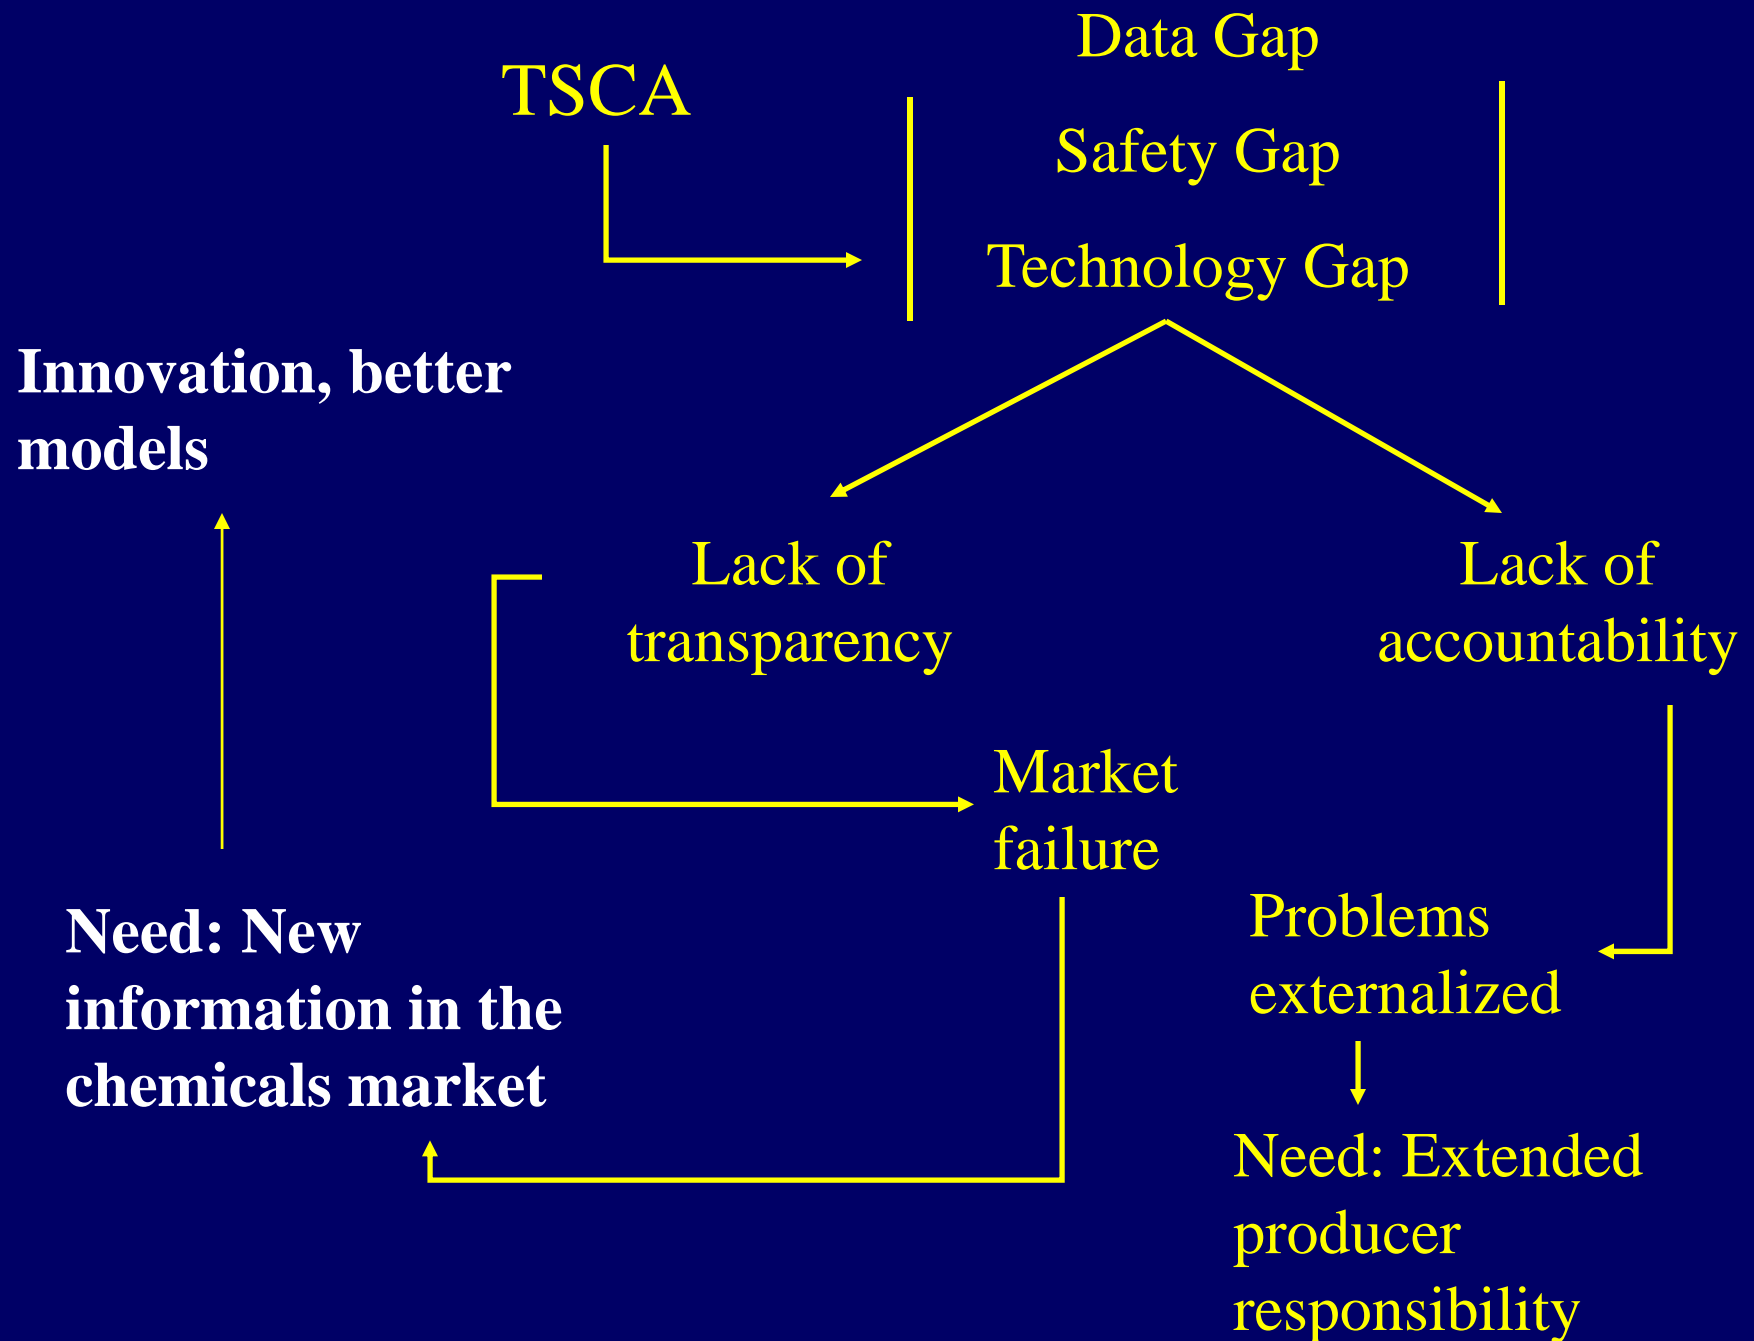 TSCA
Data Gap
Safety Gap
Technology Gap
Innovation, better
models
Lack of
transparency
Lack of
accountability
Market
failure
Problems
externalized
Need: New
information in the
chemicals market
Need: Extended
producer
responsibility